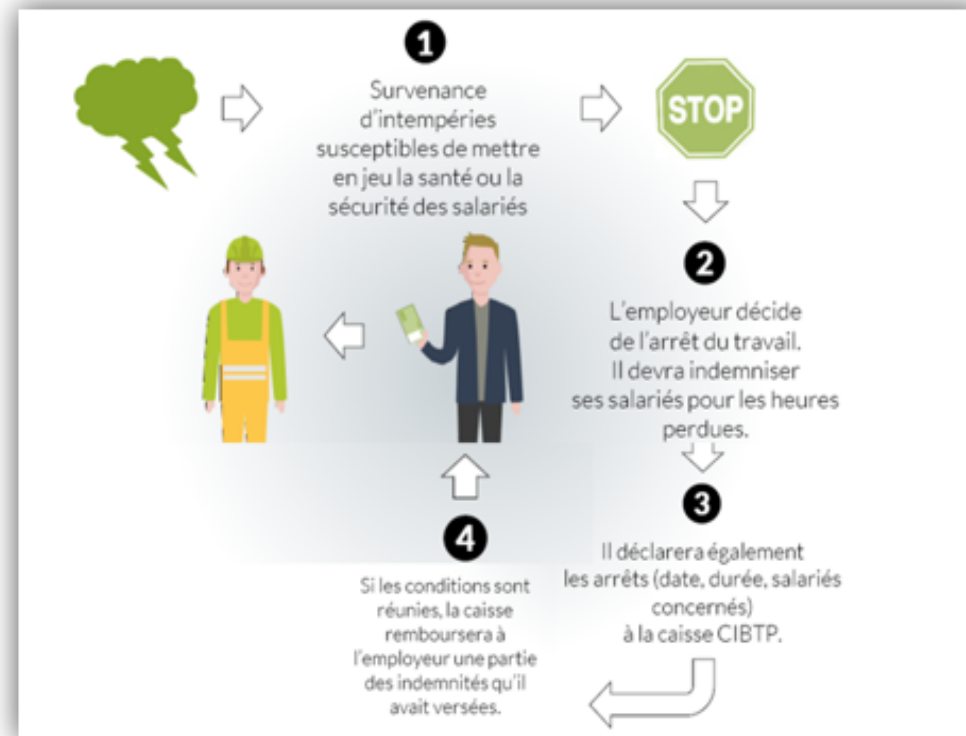 1
Survenance
d'intempéries
susceptibles de mettre
en jeu la santé ou la
sécurité des salariés
STOP
2
L'employeur décide
de l'arrêt du travail.
Il devra indemniser
ses salariés pour les heures
perdues.
3
Il déclarera également
les arrêts (date, durée, salariés
concernés)
à la caisse CIBTP.
4
Si les conditions sont
réunies, la caisse
remboursera à
l'employeur une partie
des indemnités qu'il
avait versées.